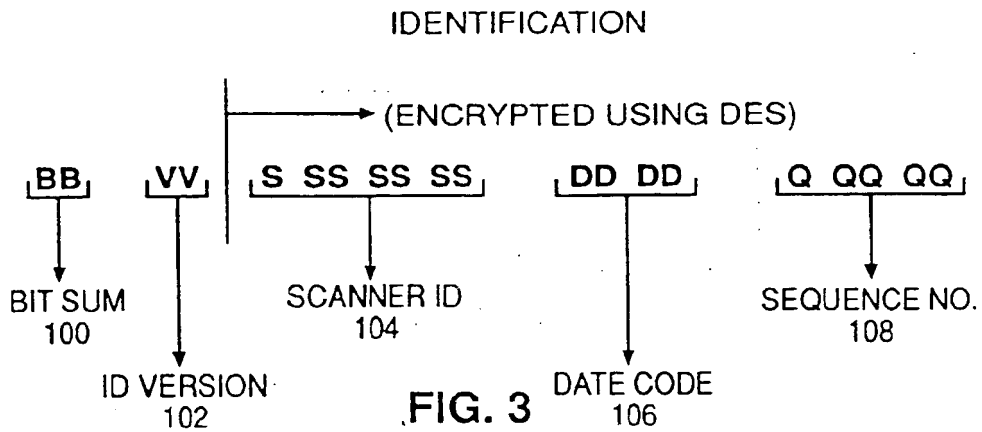 IDENTIFICATION
(ENCRYPTED USING DES)
BB VV S SS SS SS DD DD Q QQ QQ
BIT SUM
100
SCANNER ID
104
SEQUENCE NO.
108
ID VERSION
102
DATE CODE
106
FIG. 3